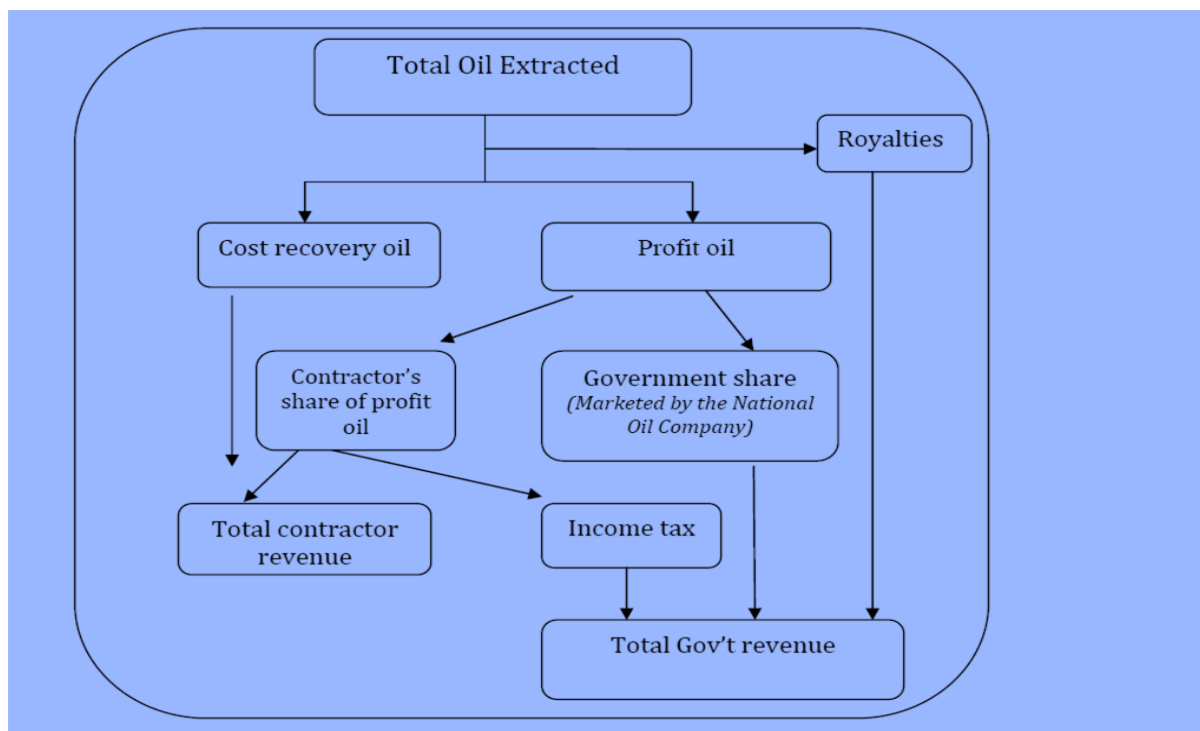 Total Oil Extracted
Royalties
Cost recovery oil
Profit oil
Contractor's
share of profit
oil
Government share
(Marketed by the National
Oil Company)
Total contractor
revenue
Income tax
Total Gov't revenue